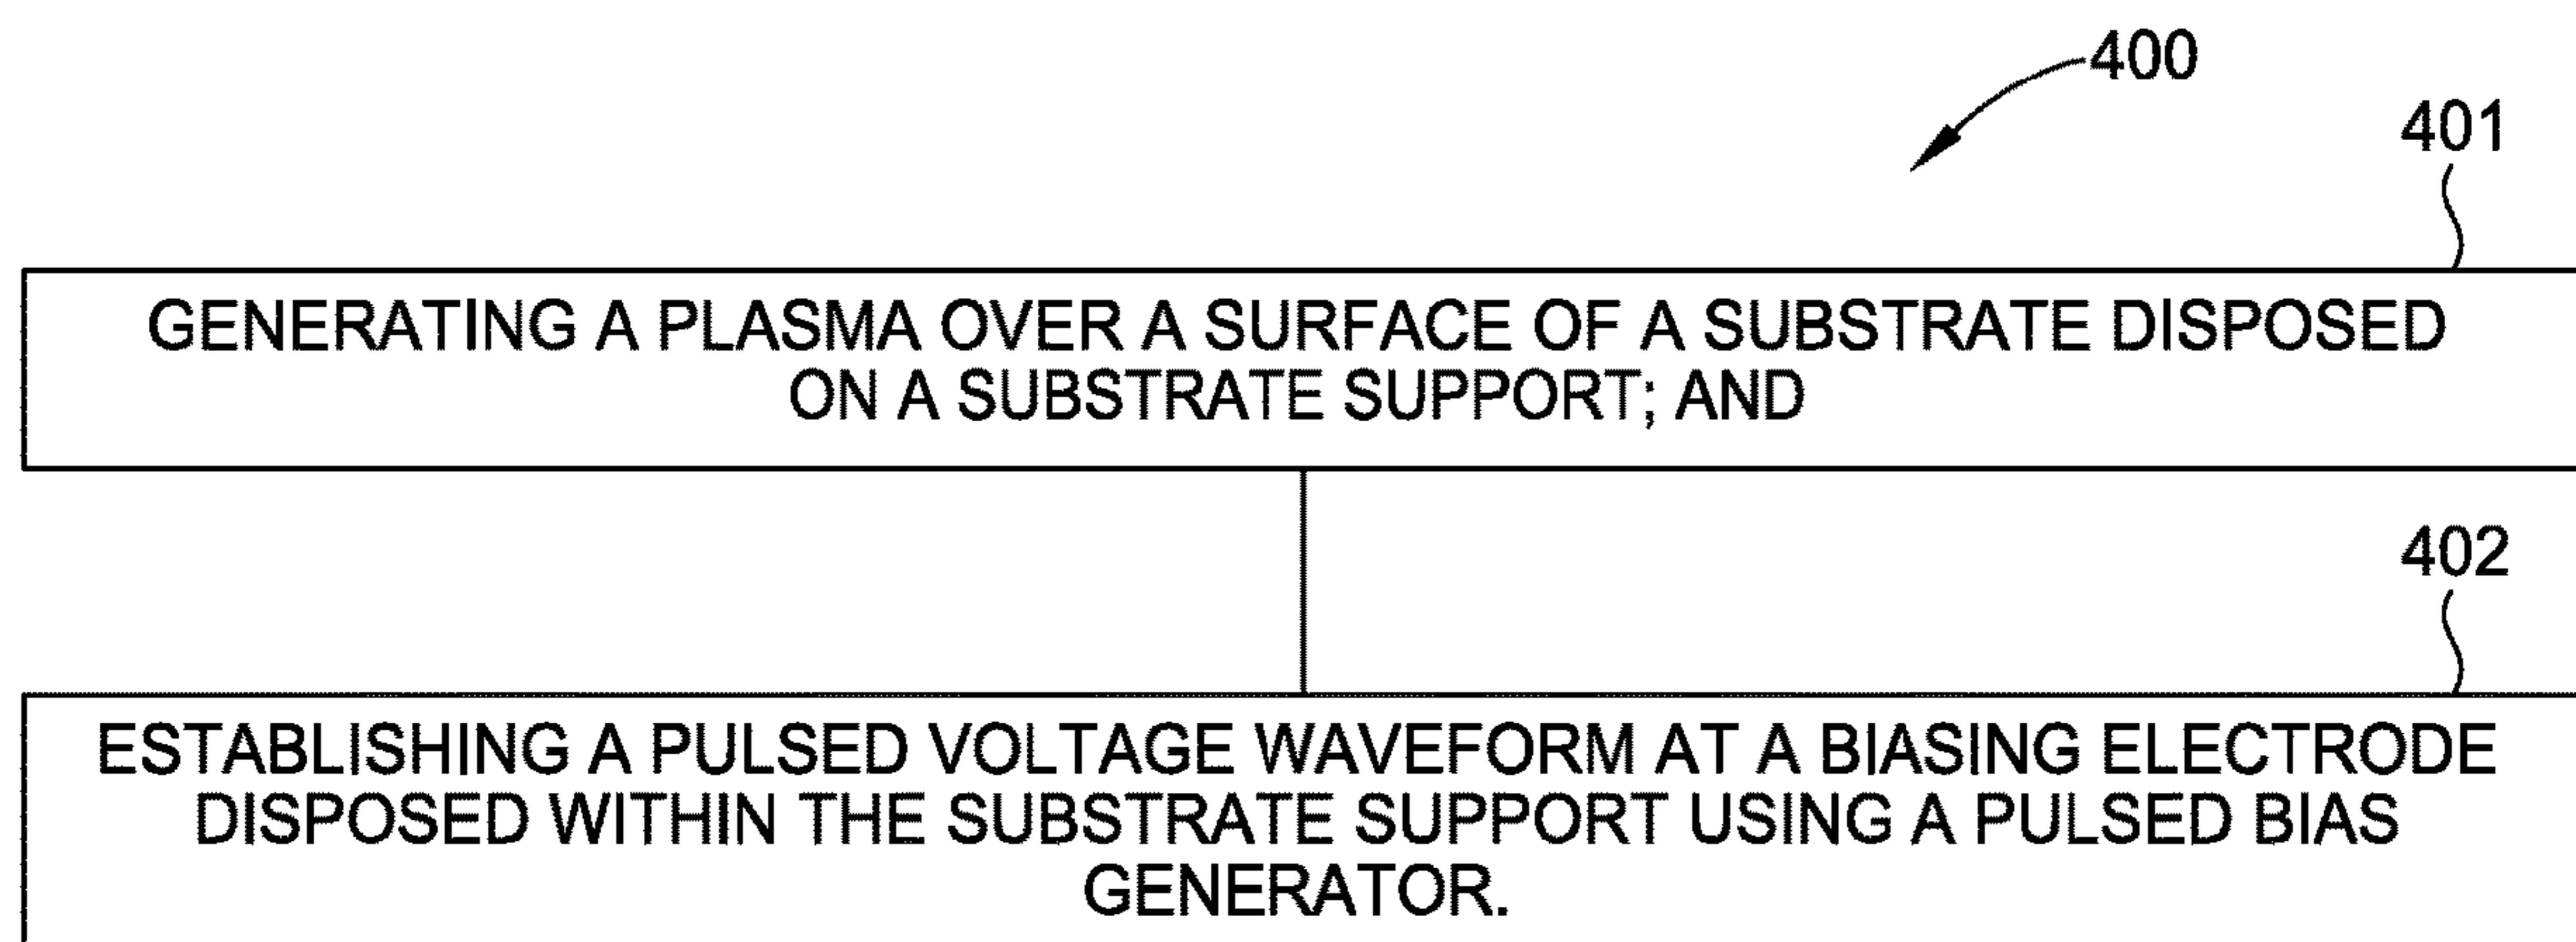 400
401
GENERATING A PLASMA OVER A SURFACE OF A SUBSTRATE DISPOSED
ON A SUBSTRATE SUPPORT; AND
402
ESTABLISHING A PULSED VOLTAGE WAVEFORM AT A BIASING ELECTRODE
DISPOSED WITHIN THE SUBSTRATE SUPPORT USING A PULSED BIAS
GENERATOR.